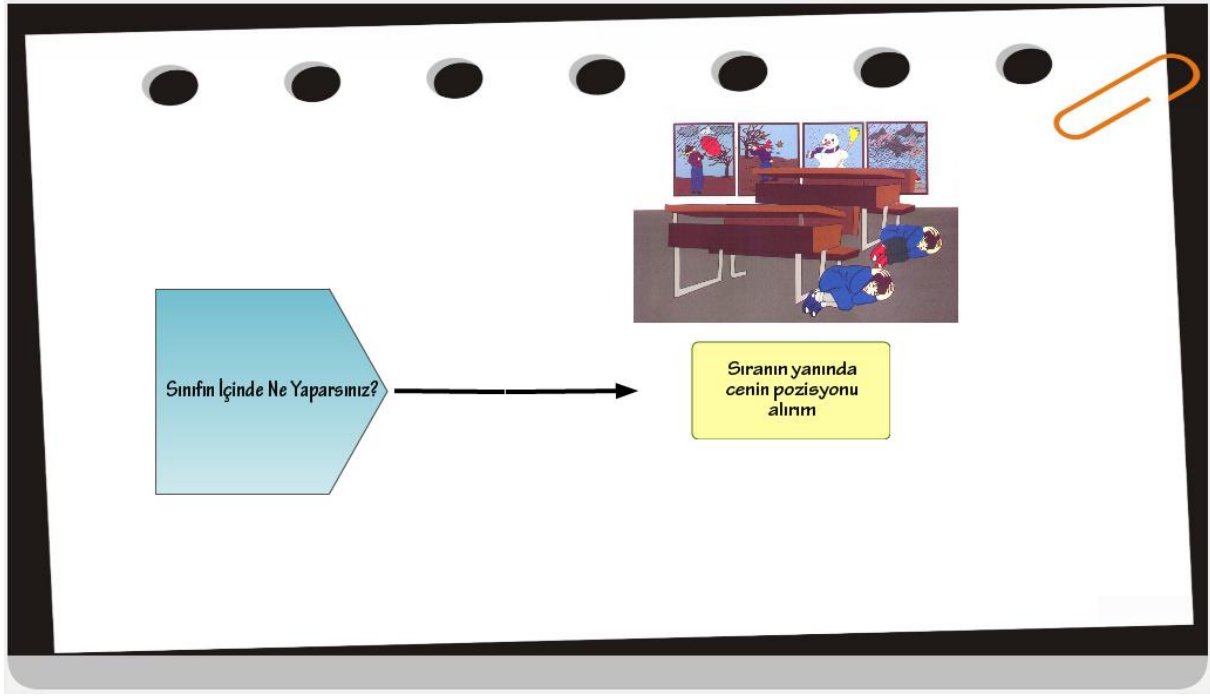 Sınıfın İçinde Ne Yaparsınız?
Sıranın yanında
cenin pozisyonu
alırım